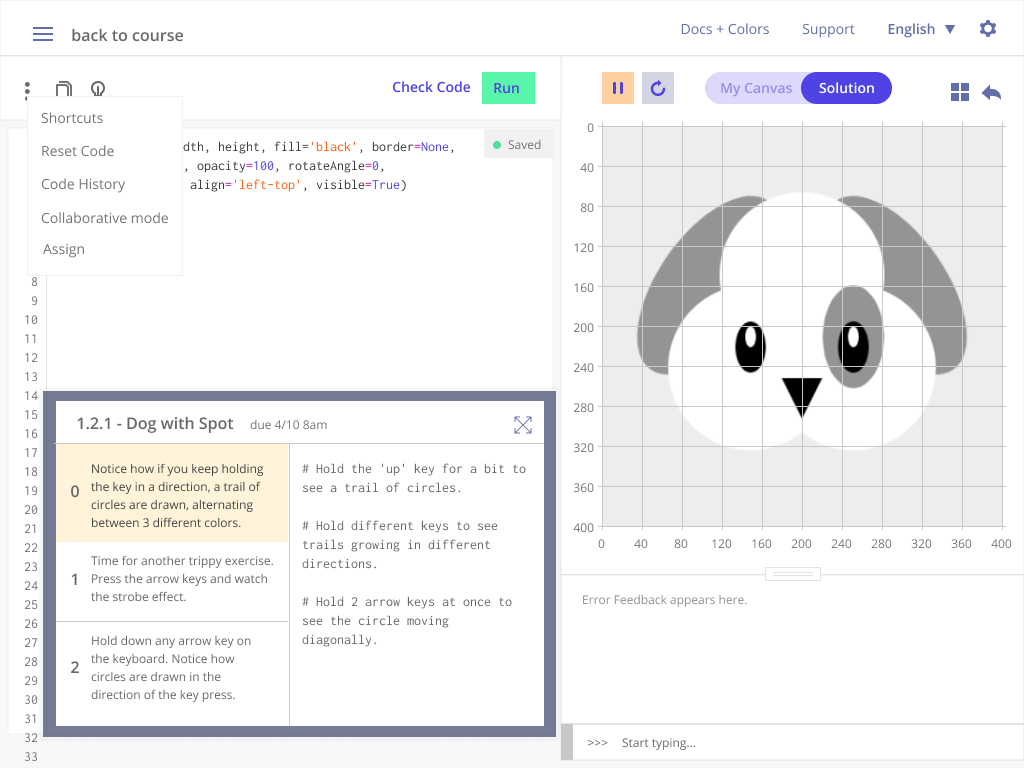 back to course
Docs + Colors
Support
English
Check Code
Run
My Canvas
Solution
Shortcuts
Reset Code
Code History
Collaborative mode
Assign
dth, height, fill='black', border=None,
, opacity=100, rotateAngle=0,
align='left-top', visible=True)
Saved
8
9
10
11
12
13
14
15
16
17
18
19
20
21
22
23
24
25
26
27
28
29
30
31
32
33
1.2.1 - Dog with Spot
due 4/10 8am
0
Notice how if you keep holding
the key in a direction, a trail of
circles are drawn, alternating
between 3 different colors.
1
Time for another trippy exercise.
Press the arrow keys and watch
the strobe effect.
2
Hold down any arrow key on
the keyboard. Notice how
circles are drawn in the
direction of the key press.
# Hold the 'up' key for a bit to
see a trail of circles.
# Hold different keys to see
trails growing in different
directions.
# Hold 2 arrow keys at once to
see the circle moving
diagonally.
0
40
80
120
160
200
240
280
320
360
400
0 40 80 120 160 200 240 280 320 360 400
Error Feedback appears here.
>>> Start typing...